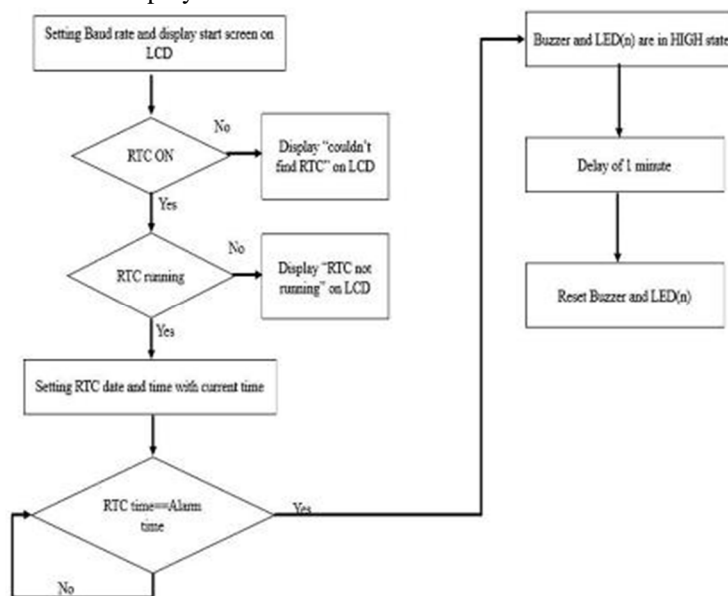 Setting Baud rate and display start screen on
LCD
RTC ON
No
Display “couldn’t
find RTC” on LCD
Yes
RTC running
No
Display “RTC not
running” on LCD
Yes
Setting RTC date and time with current time
RTC time==Alarm
time
Yes
No
Buzzer and LED(n) are in HIGH state
Delay of 1 minute
Reset Buzzer and LED(n)